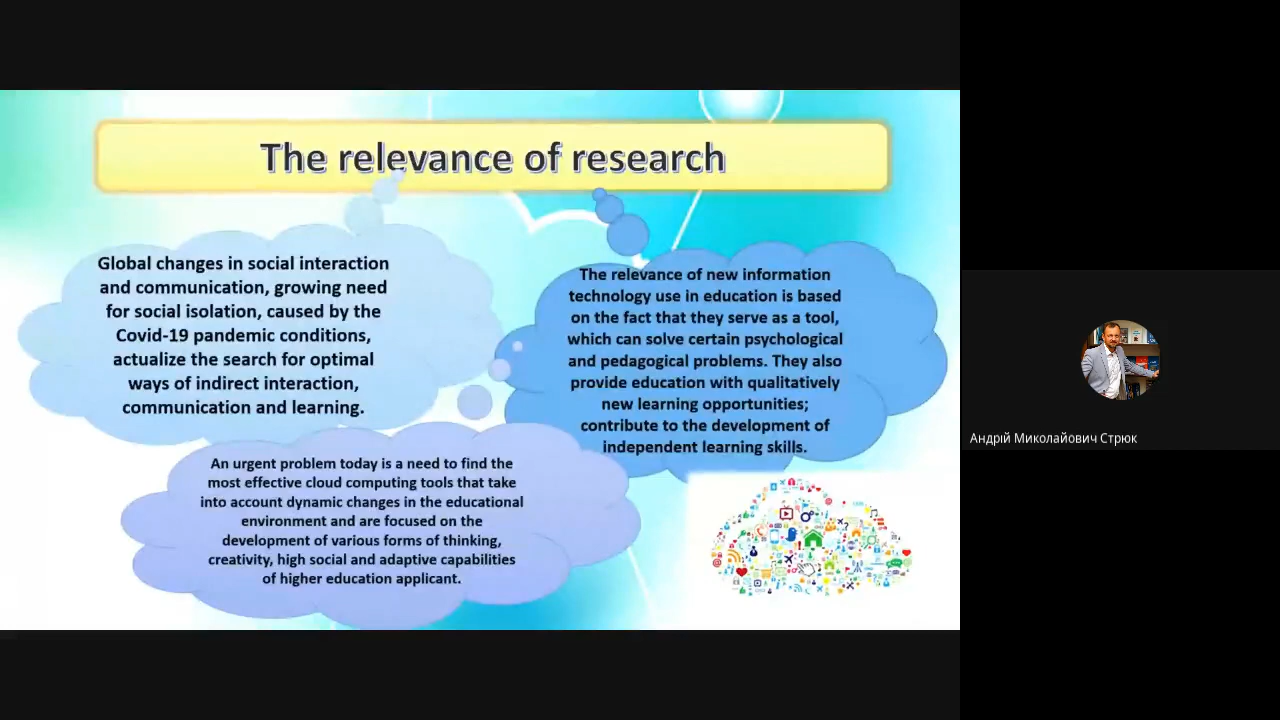 The relevance of research
Global changes in social interaction
and communication, growing need
for social isolation, caused by the
Covid-19 pandemic conditions,
actualize the search for optimal
ways of indirect interaction,
communication and learning.
The relevance of new information
technology use in education is based
on the fact that they serve as a tool,
which can solve certain psychological
and pedagogical problems. They also
provide education with qualitatively
new learning opportunities;
contribute to the development of
independent learning skills.
An urgent problem today is a need to find the
most effective cloud computing tools that take
into account dynamic changes in the educational
environment and are focused on the
development of various forms of thinking,
creativity, high social and adaptive capabilities
of higher education applicant.
Андрій Миколайович Стрюк